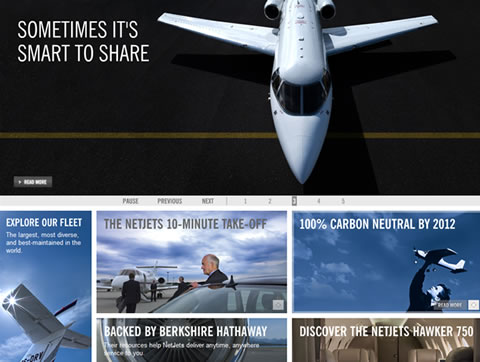 SOMETIMES IT'S
SMART TO SHARE
READ MORE
PAUSE PREVIOUS NEXT 1 2 3 4 5
EXPLORE OUR FLEET
The largest, most diverse,
and best-maintained in the
world.
THE NETJETS 10-MINUTE TAKE-OFF
100% CARBON NEUTRAL BY 2012
READ MORE
BACKED BY BERKSHIRE HATHAWAY
Their resources help NetJets deliver anytime, anywhere
service to you.
DISCOVER THE NETJETS HAWKER 750